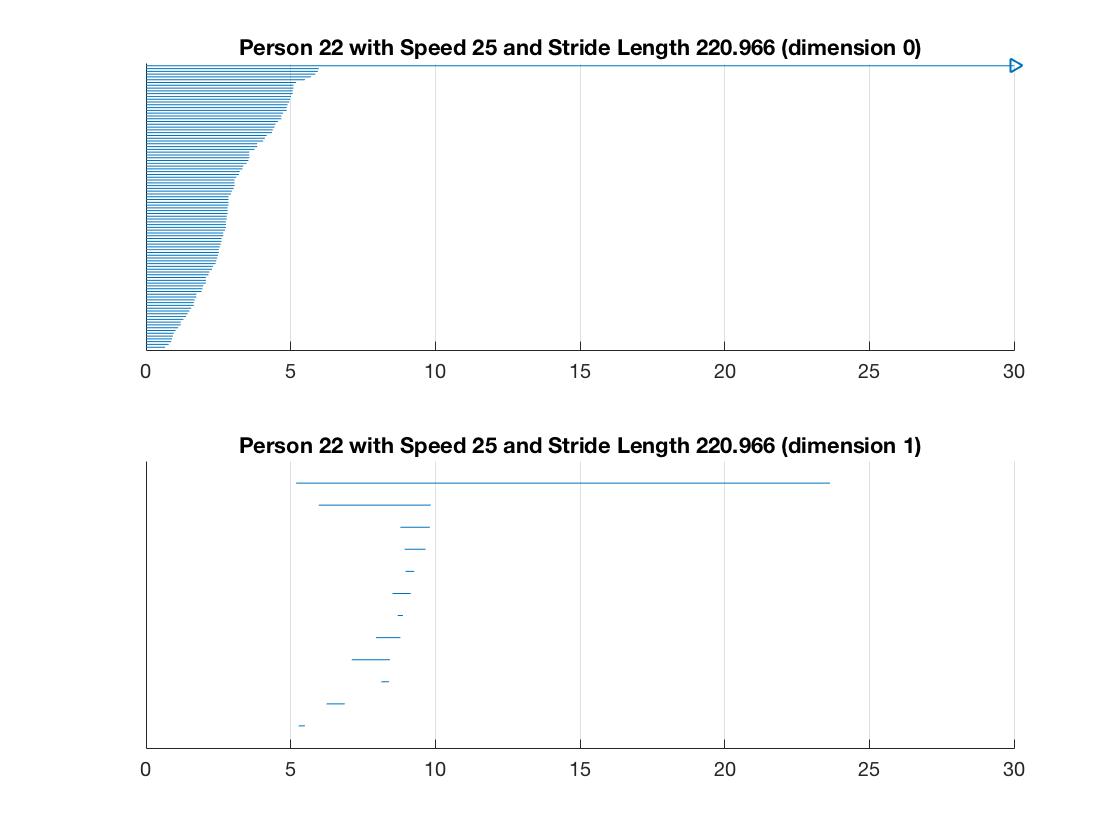 Person 22 with Speed 25 and Stride Length 220.966 (dimension 0)
0 5 10 15 20 25 30
Person 22 with Speed 25 and Stride Length 220.966 (dimension 1)
0 5 10 15 20 25 30